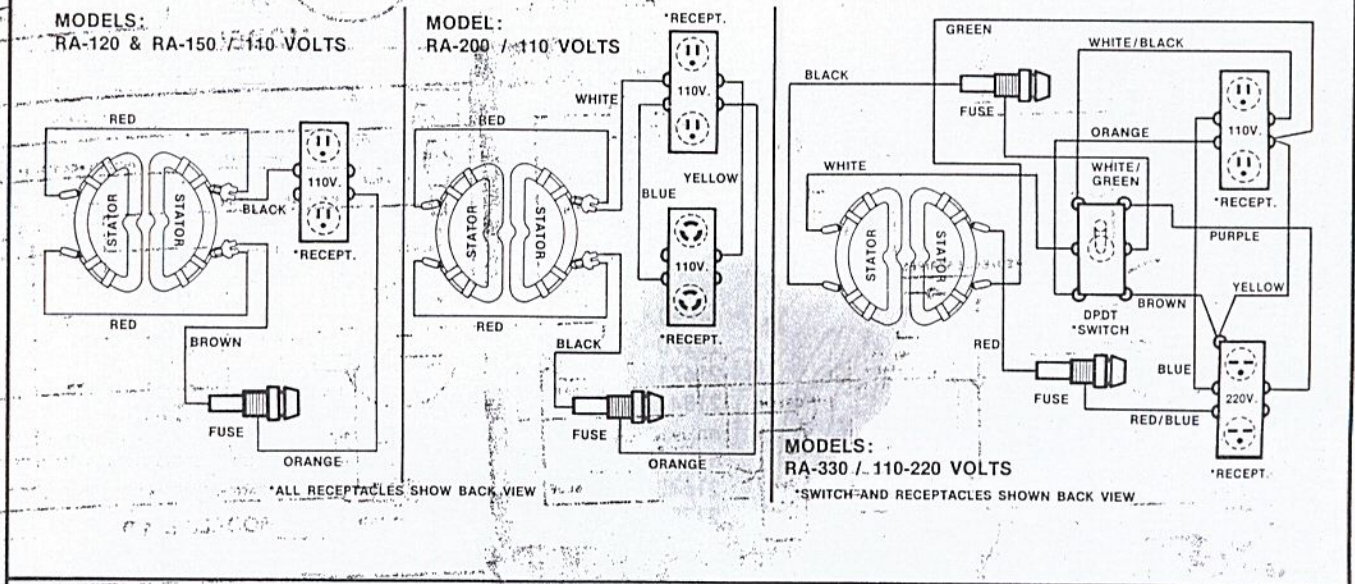 MODELS:
RA-120 & RA-150 / 110 VOLTS
RED
STATOR
STATOR
BLACK
110V.
*RECEPT.
RED
BROWN
FUSE
ORANGE
*ALL RECEPTACLES SHOW BACK VIEW
MODEL:
RA-200 / 110 VOLTS
*RECEPT.
WHITE
110V.
RED
STATOR
STATOR
BLUE
YELLOW
110V.
*RECEPT.
RED
BLACK
FUSE
ORANGE
GREEN
WHITE/BLACK
BLACK
FUSE
ORANGE
110V.
WHITE
WHITE/
GREEN
*RECEPT.
PURPLE
STATOR
STATOR
YELLOW
BROWN
DPDT
*SWITCH
RED
BLUE
FUSE
220V.
RED/BLUE
*RECEPT.
MODELS:
RA-330 / 110-220 VOLTS
*SWITCH AND RECEPTACLES SHOWN BACK VIEW